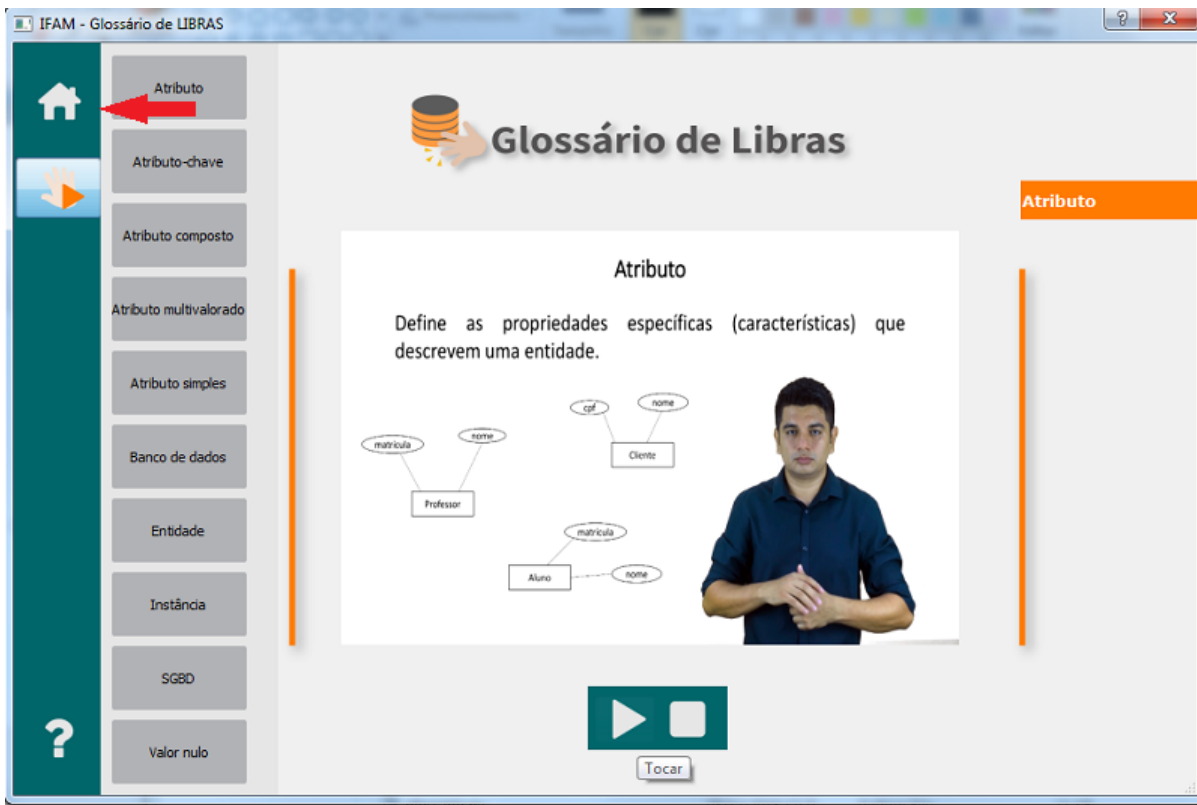 IFAM - Glossário de LIBRAS
Atributo
Atributo-chave
Atributo composto
Atributo multivalorado
Atributo simples
Banco de dados
Entidade
Instância
SGBD
Valor nulo
Glossário de Libras
Atributo
Atributo
Define as propriedades específicas (características) que
descrevem uma entidade.
cpf
nome
Cliente
matricula
nome
Professor
matricula
Aluno
nome
Tocar